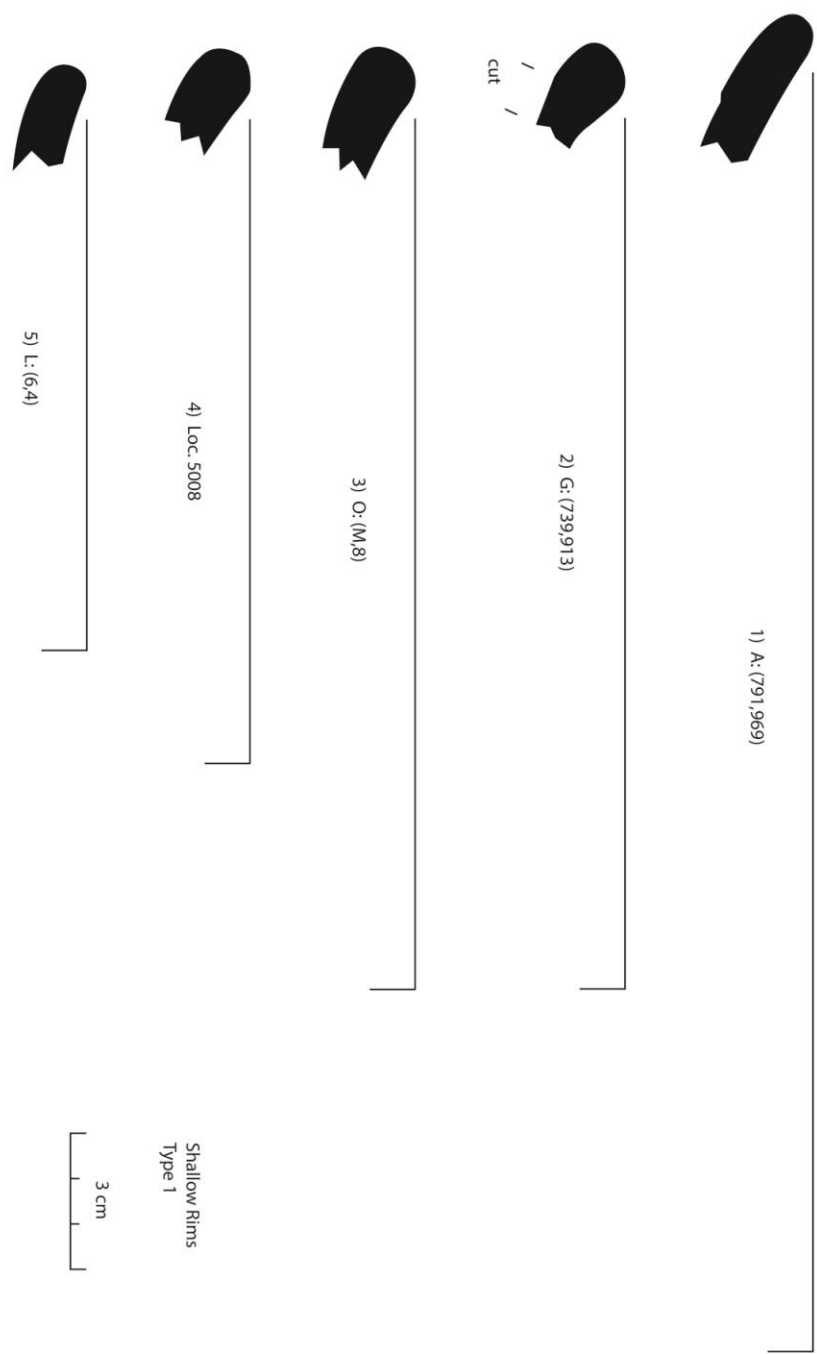 1) A: (791,969)
cut
2) G: (739,913)
3) O: (M,8)
4) Loc. 5008
5) L: (6,4)
Shallow Rims
Type 1
3 cm